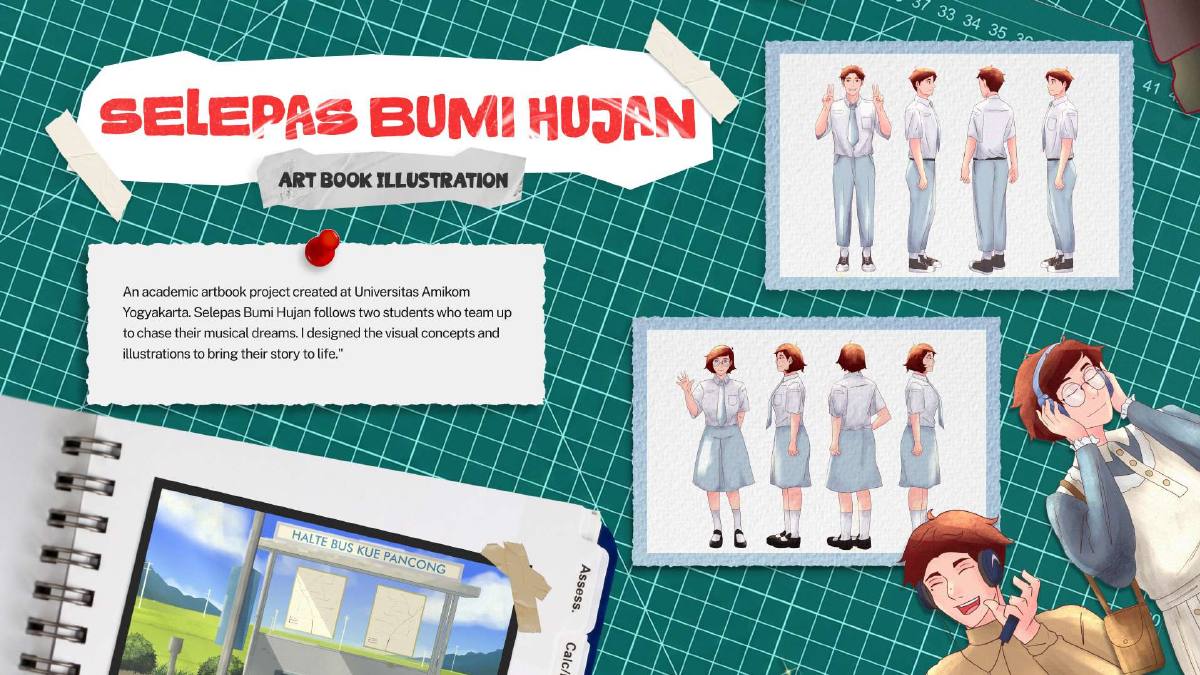 SELEPAS BUMI HUJAN
ART BOOK ILLUSTRATION
An academic artbook project created at Universitas Amikom
Yogyakarta. Selepas Bumi Hujan follows two students who team up
to chase their musical dreams. I designed the visual concepts and
illustrations to bring their story to life."
HALTE BUS KUE PANCONG
Assess.
33 34 35
41